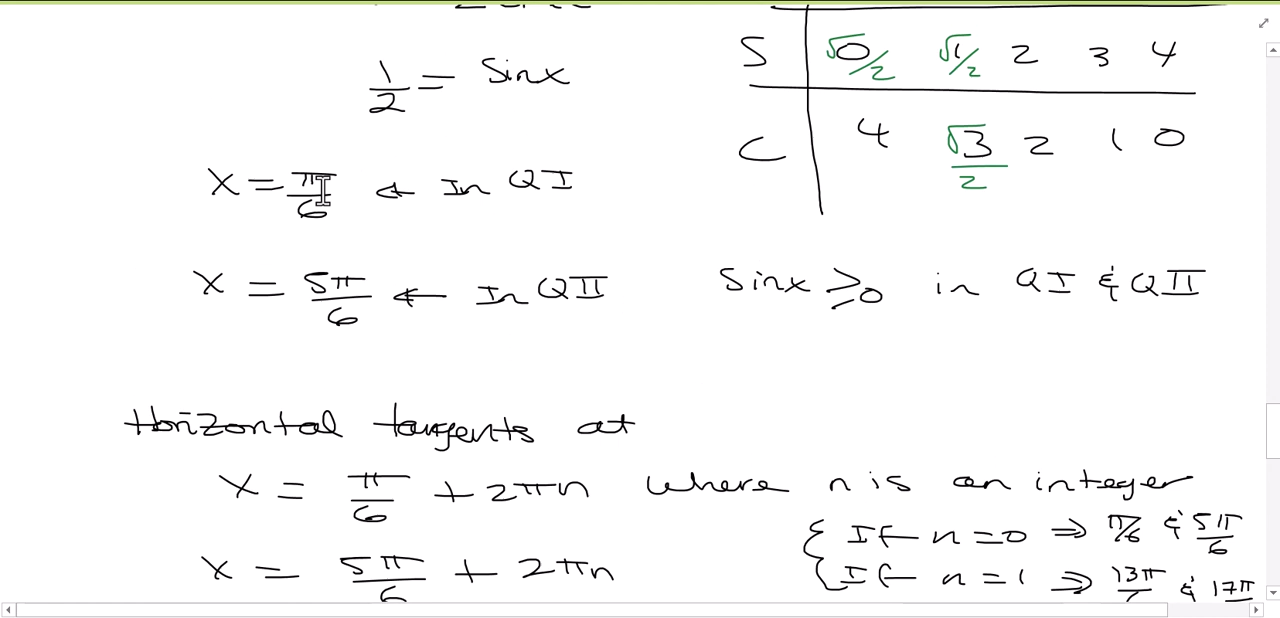 S | √0/2 √1/2 2 3 4
1/2 = Sinx
C | 4 √3/2 2 1 0
x = π/6 ← In QI
x = 5π/6 ← In QII
Sinx ≥ 0 in QI & QII
Horizontal tangents at
x = π/6 + 2πn where n is an integer
{ If n = 0 ⇒ π/6 & 5π/6
x = 5π/6 + 2πn
If n = 1 ⇒ 13π & 17π